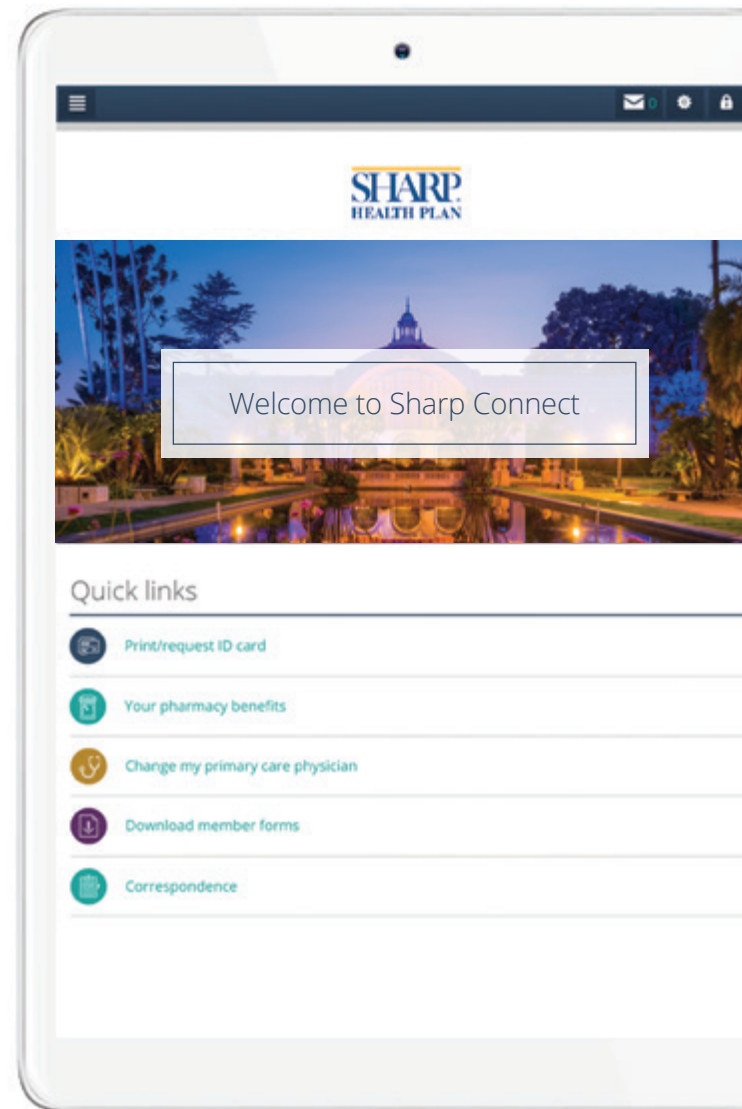 0
SHARP
HEALTH PLAN
Welcome to Sharp Connect
Quick links
Print/request ID card
Your pharmacy benefits
Change my primary care physician
Download member forms
Correspondence